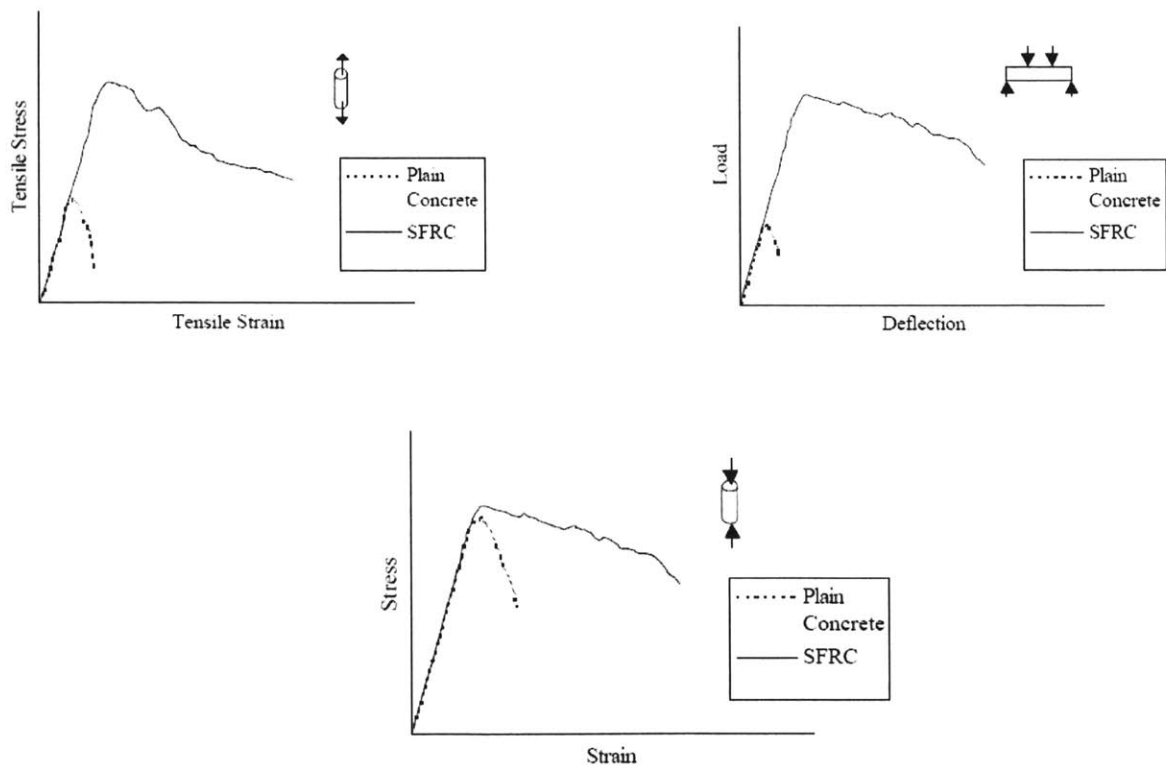 Tensile Stress
Plain
Concrete
SFRC
Tensile Strain
Load
Plain
Concrete
SFRC
Deflection
Stress
Plain
Concrete
SFRC
Strain